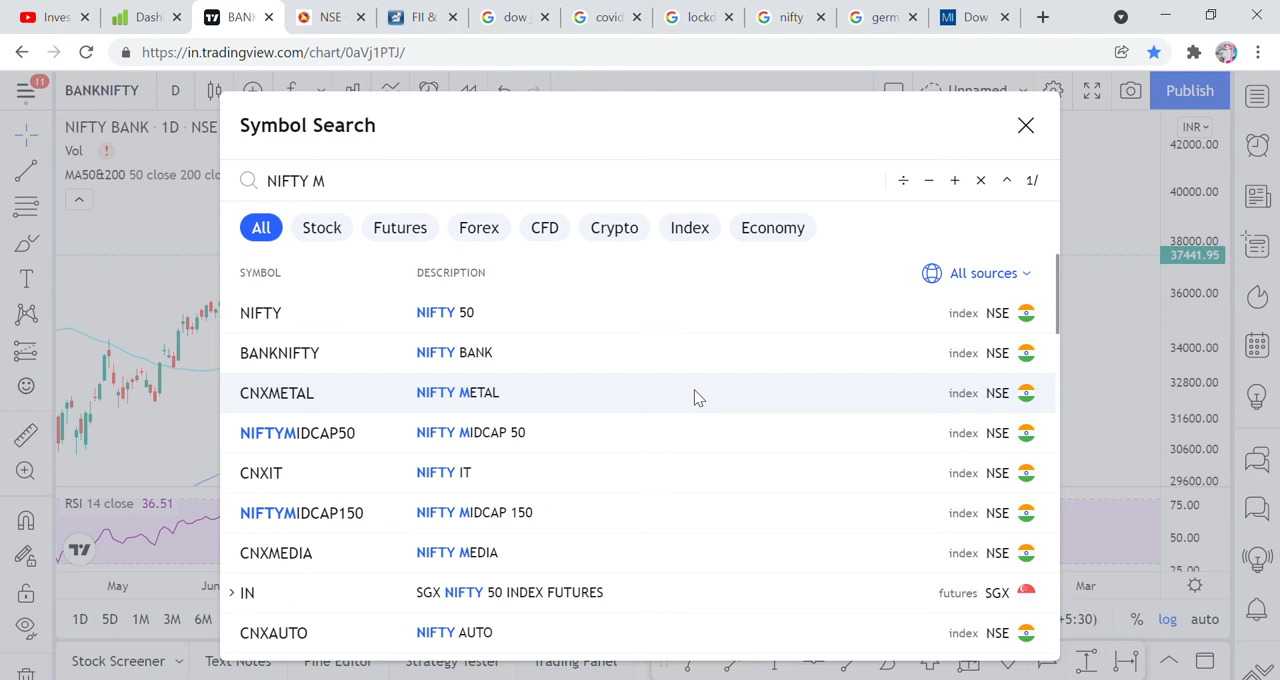 Inves
Dash
BANK
NSE
FII &
dow j
covid
lockd
nifty
germ
MI Dow
https://in.tradingview.com/chart/0aVj1PTJ/
11
BANKNIFTY D Unnamed Publish
NIFTY BANK · 1D · NSE
Vol !
MA50&200 50 close 200 clo
INR
42000.00
40000.00
38000.00
37441.95
36000.00
34000.00
32800.00
31600.00
30600.00
29600.00
75.00
50.00
25.00
Symbol Search
NIFTY M ÷ − + × ^ 1/
All Stock Futures Forex CFD Crypto Index Economy
SYMBOL DESCRIPTION All sources
NIFTY NIFTY 50 index NSE
BANKNIFTY NIFTY BANK index NSE
CNXMETAL NIFTY METAL index NSE
NIFTYMIDCAP50 NIFTY MIDCAP 50 index NSE
CNXIT NIFTY IT index NSE
NIFTYMIDCAP150 NIFTY MIDCAP 150 index NSE
CNXMEDIA NIFTY MEDIA index NSE
IN SGX NIFTY 50 INDEX FUTURES futures SGX
CNXAUTO NIFTY AUTO index NSE
RSI 14 close 36.51
May Jun Mar
1D 5D 1M 3M 6M +5:30) % log auto
Stock Screener Text Notes Pine Editor Strategy Tester Trading Panel